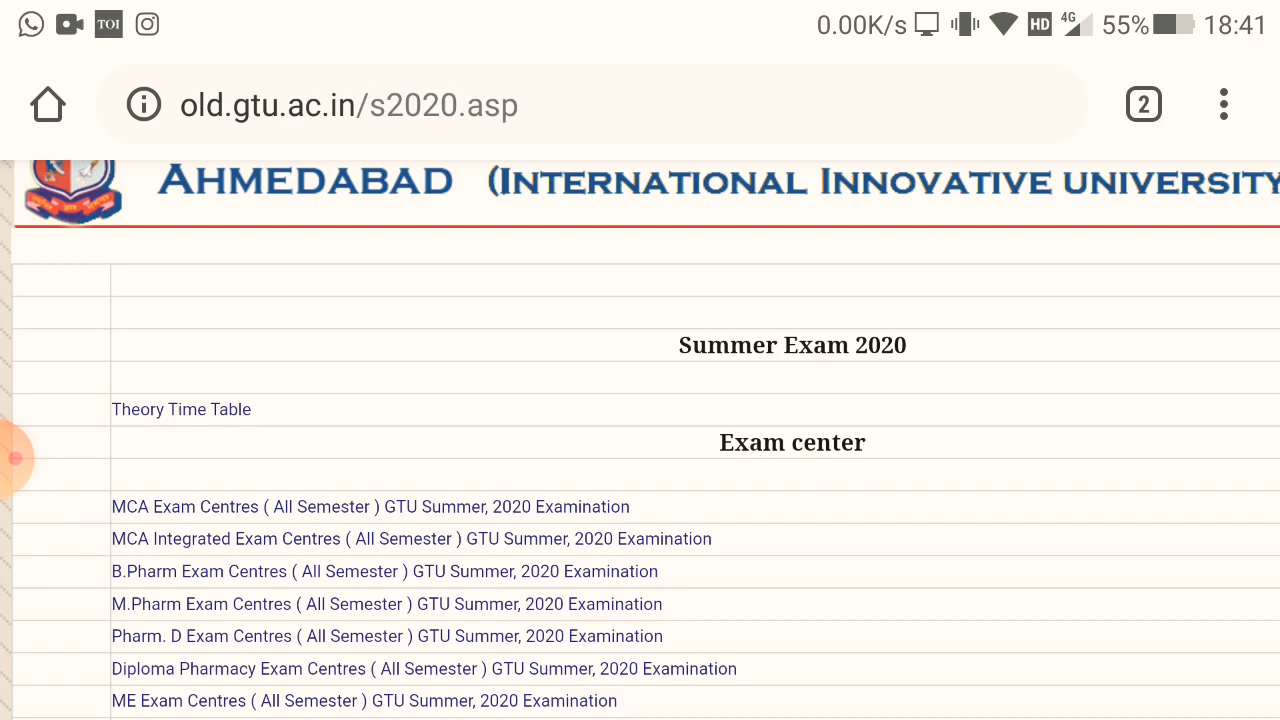 TOI 0.00K/s HD 4G 55% 18:41
old.gtu.ac.in/s2020.asp 2
AHMEDABAD (INTERNATIONAL INNOVATIVE UNIVERSITY
Summer Exam 2020
Theory Time Table
Exam center
MCA Exam Centres ( All Semester ) GTU Summer, 2020 Examination
MCA Integrated Exam Centres ( All Semester ) GTU Summer, 2020 Examination
B.Pharm Exam Centres ( All Semester ) GTU Summer, 2020 Examination
M.Pharm Exam Centres ( All Semester ) GTU Summer, 2020 Examination
Pharm. D Exam Centres ( All Semester ) GTU Summer, 2020 Examination
Diploma Pharmacy Exam Centres ( All Semester ) GTU Summer, 2020 Examination
ME Exam Centres ( All Semester ) GTU Summer, 2020 Examination